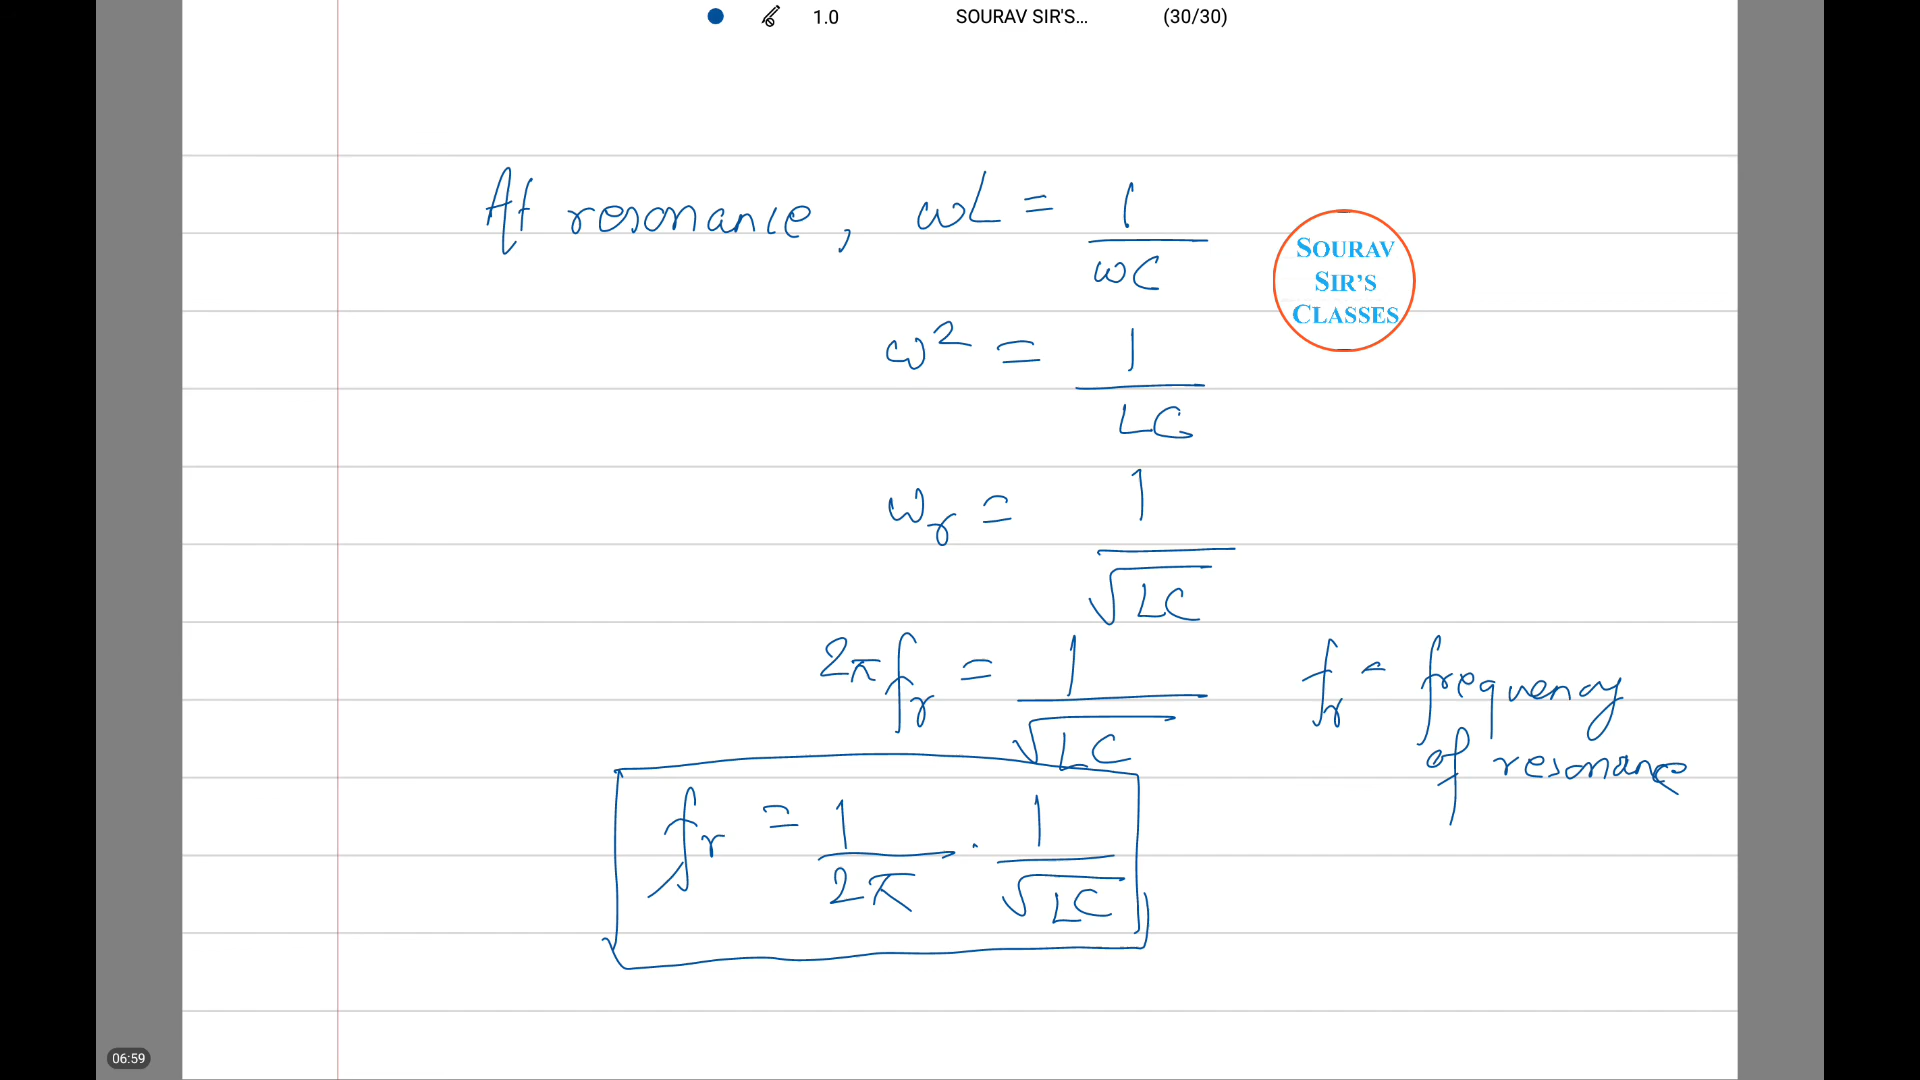 1.0 SOURAV SIR'S... (30/30)
At resonance, ωL = 1/ωC
SOURAV
SIR'S
CLASSES
ω² = 1/LC
ωr = 1/√LC
2πfr = 1/√LC
fr = frequency
of resonance
fr = 1/2π · 1/√LC
06:59